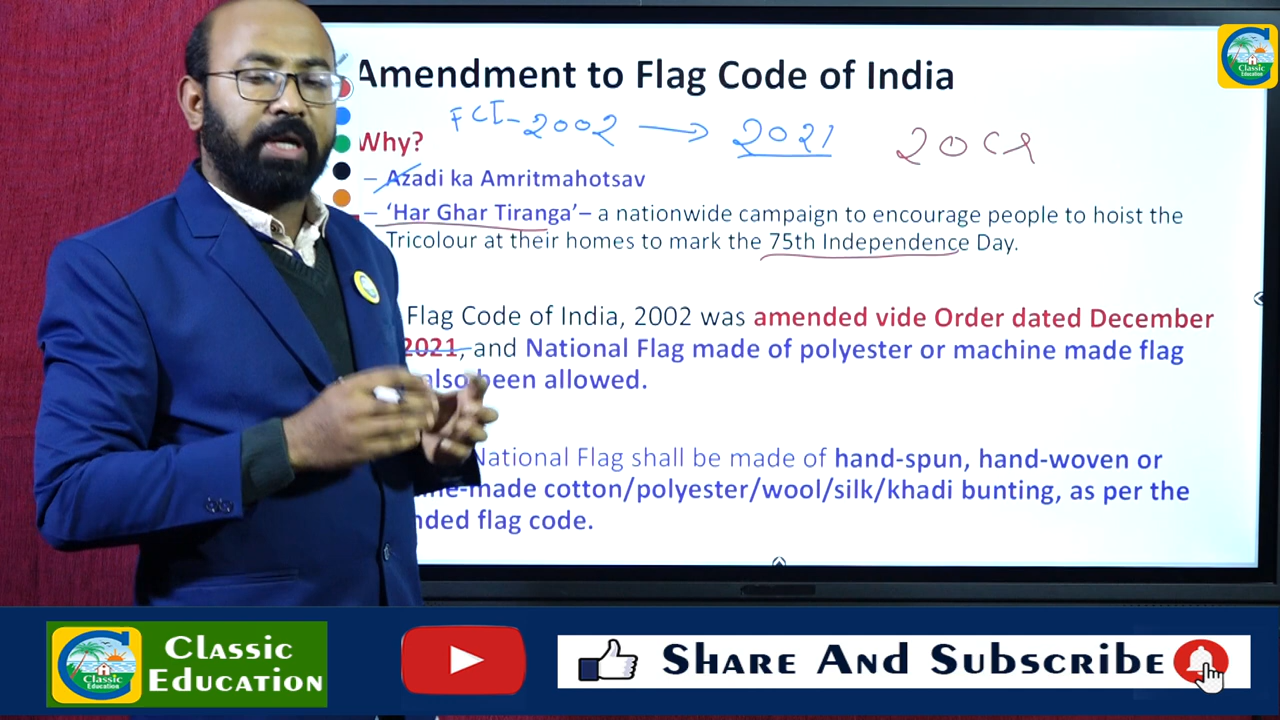 Amendment to Flag Code of India
Classic
Education
FCI-2002 → 2021
Why?
– Azadi ka Amritmahotsav
– 'Har Ghar Tiranga'– a nationwide campaign to encourage people to hoist the
Tricolour at their homes to mark the 75th Independence Day.
Flag Code of India, 2002 was amended vide Order dated December
2021, and National Flag made of polyester or machine made flag
also been allowed.
National Flag shall be made of hand-spun, hand-woven or
-made cotton/polyester/wool/silk/khadi bunting, as per the
flag code.
Classic
Education
Classic
Education
Share And Subscribe